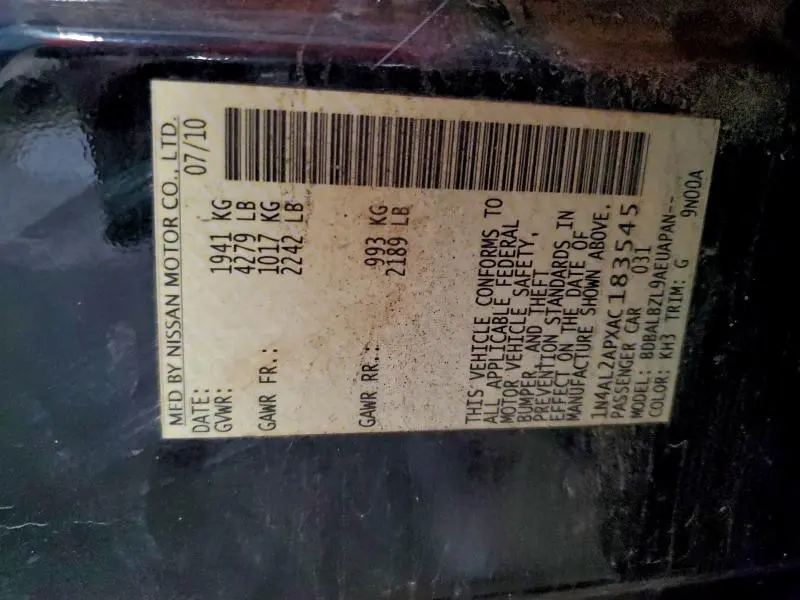 MFD BY NISSAN MOTOR CO., LTD.
DATE: 07/10
GVWR: 1941 KG
4279 LB
GAWR FR.: 1017 KG
2242 LB
GAWR RR.: 993 KG
2189 LB
THIS VEHICLE CONFORMS TO
ALL APPLICABLE FEDERAL
MOTOR VEHICLE SAFETY,
BUMPER, AND THEFT
PREVENTION STANDARDS IN
EFFECT ON THE DATE OF
MANUFACTURE SHOWN ABOVE.
1N4AL2APXAC183545
PASSENGER CAR 031
MODEL: BDBALBZL9AEUAPAN--
COLOR: KH3 TRIM: G 9N00A